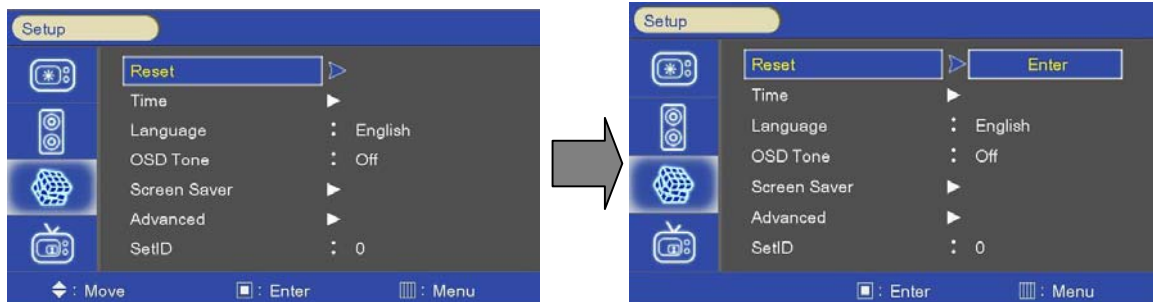 Setup
Reset
Time
Language : English
OSD Tone : Off
Screen Saver
Advanced
SetID : 0
: Move : Enter : Menu
Setup
Reset Enter
Time
Language : English
OSD Tone : Off
Screen Saver
Advanced
SetID : 0
: Enter : Menu